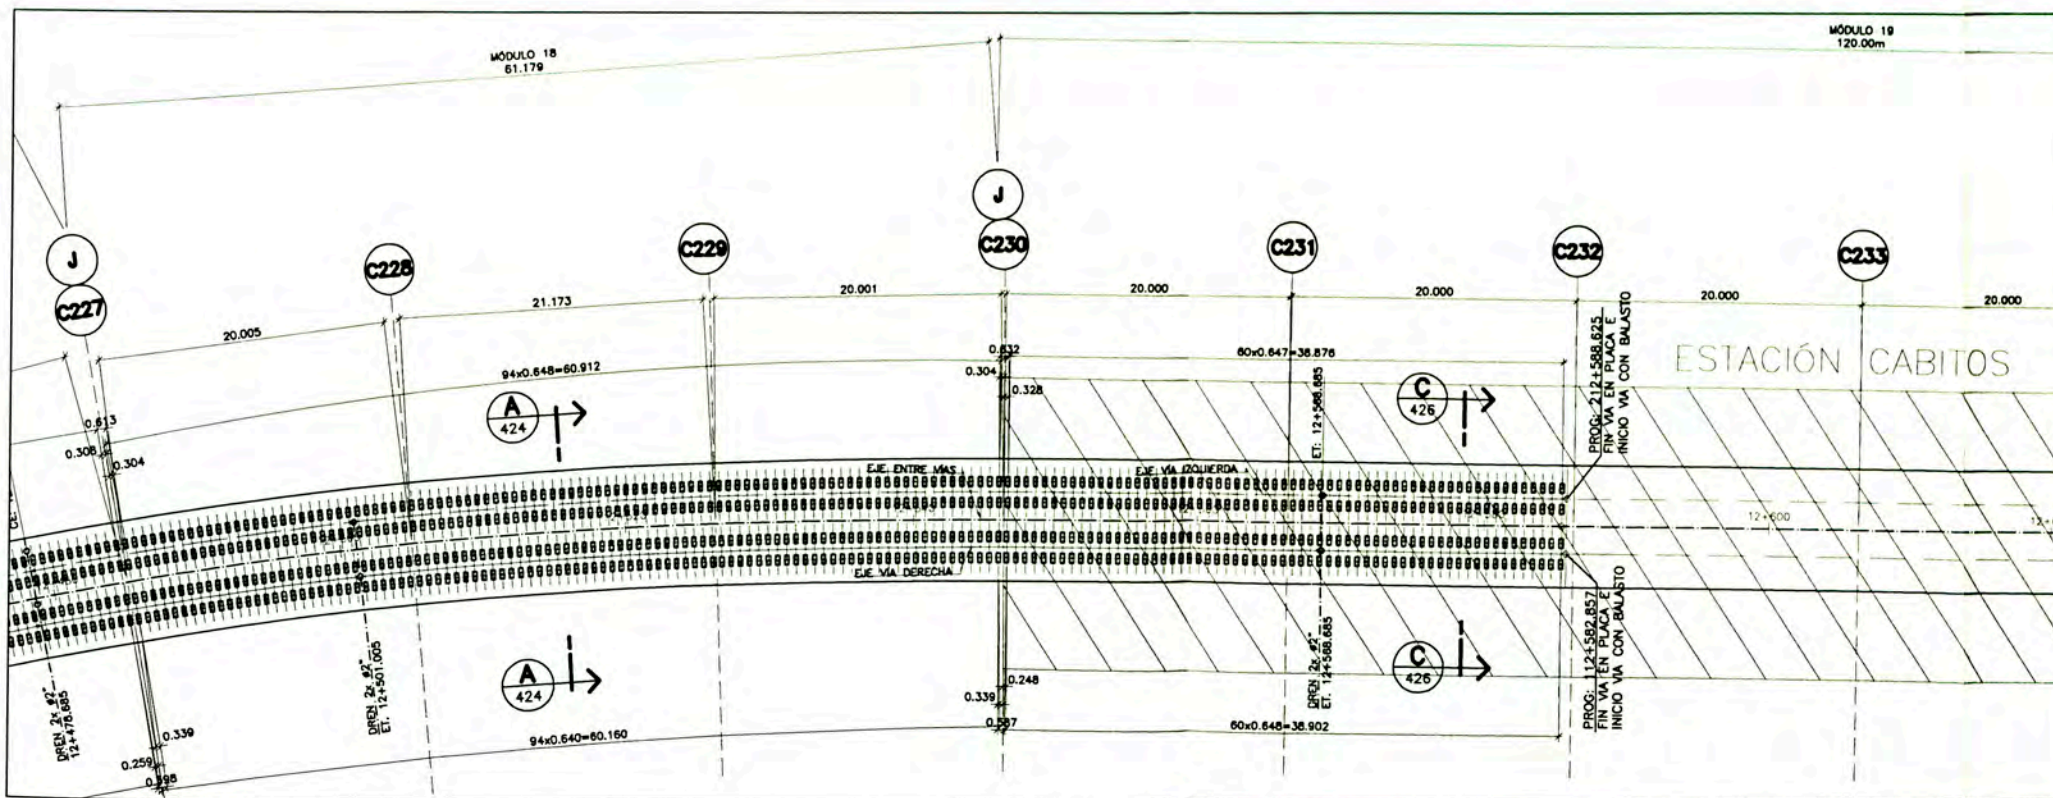 MÓDULO 18
61.179
MÓDULO 19
120.00m
J
C227
C228
C229
J
C230
C231
C232
C233
20.005
21.173
20.001
20.000
20.000
20.000
20.000
94x0.648=60.912
0.632
60x0.647=38.876
0.304
0.328
0.613
0.308
0.304
A
424
C
426
ET: 12+568.685
PROG: 212+588.625
FIN VIA EN PLACA E
INICIO VIA CON BALASTO
ESTACIÓN CABITOS
EJE ENTRE VIAS
EJE VÍA IZQUIERDA
EJE VIA DERECHA
12+600
DREN 2x ø2"
12+478.685
DREN 2x ø2"
ET. 12+501.005
A
424
DREN 2x ø2"
ET. 12+568.685
C
426
PROG: 112+582.857
FIN VIA EN PLACA E
INICIO VIA CON BALASTO
0.248
0.339
0.587
60x0.648=38.902
94x0.640=60.160
0.339
0.259
0.598